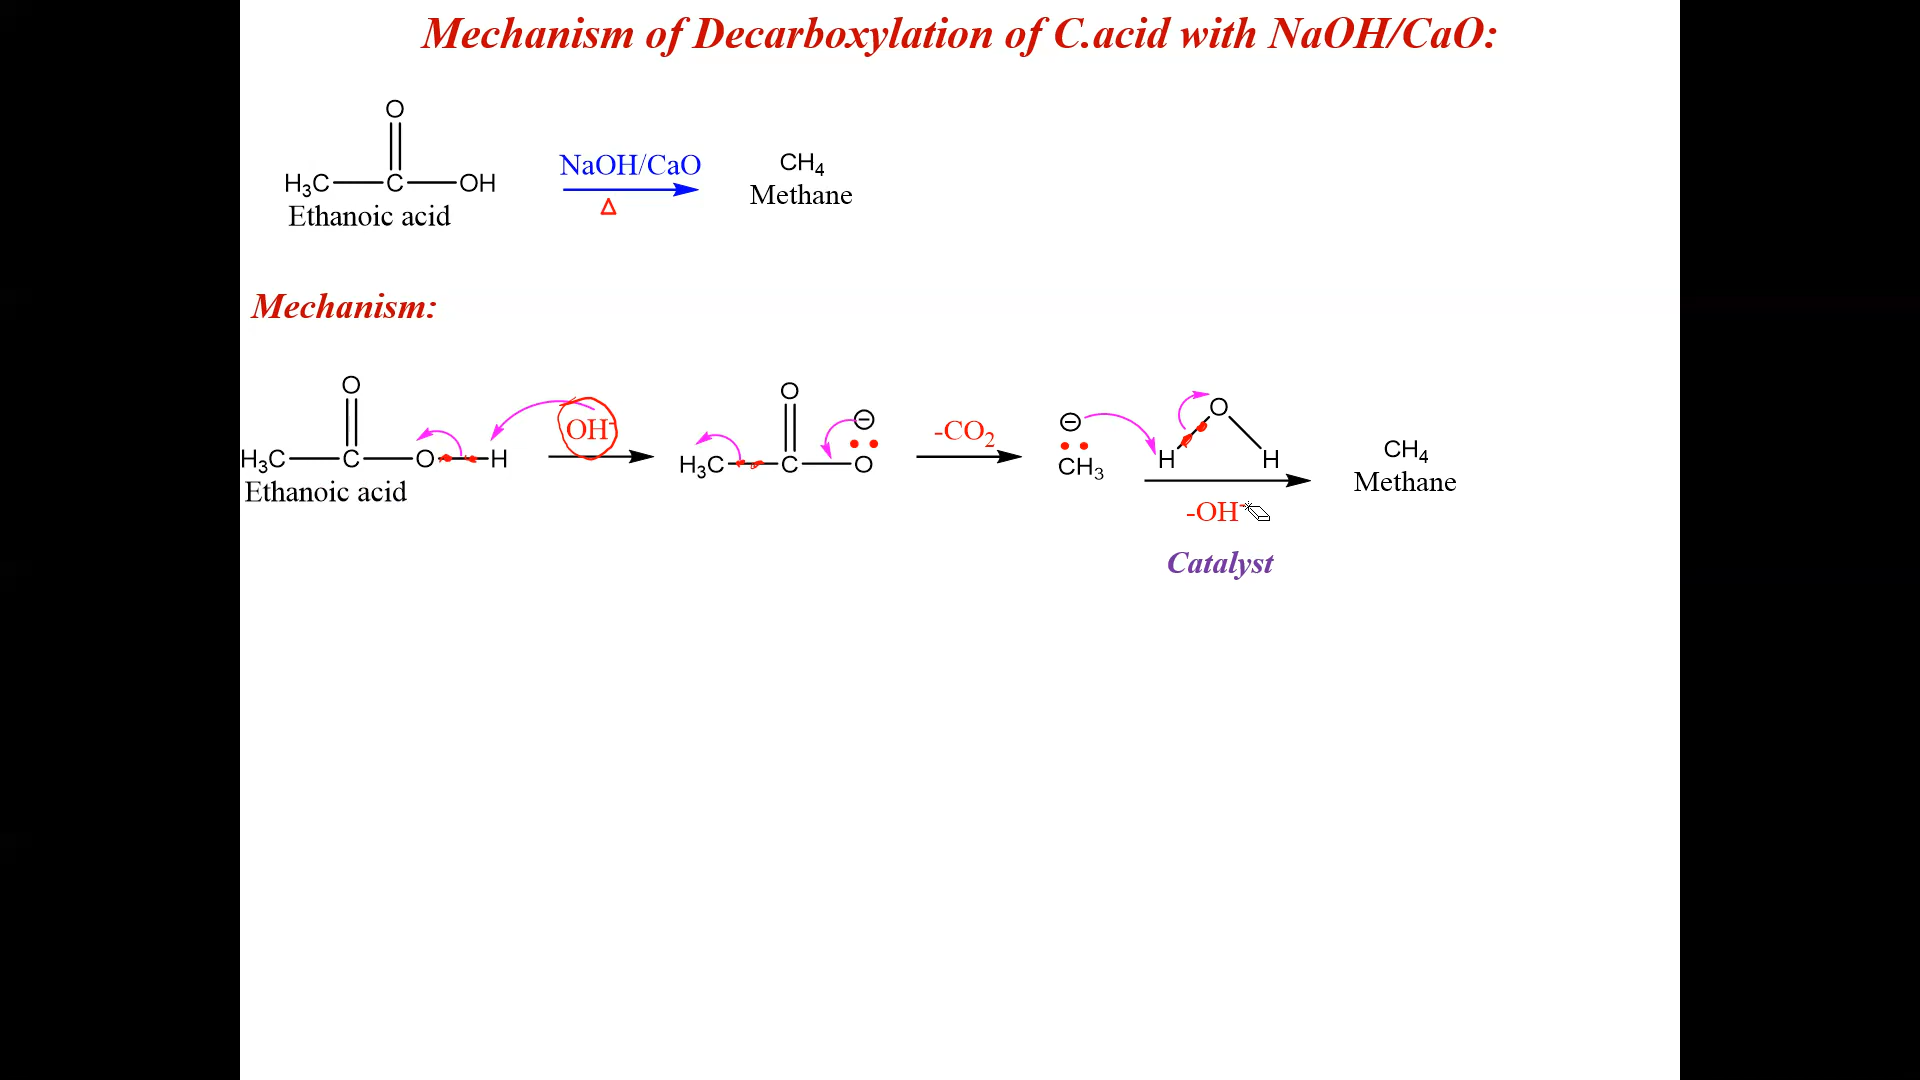 Mechanism of Decarboxylation of C.acid with NaOH/CaO:
O
H₃C C OH
Ethanoic acid
NaOH/CaO
Δ
CH₄
Methane
Mechanism:
O
H₃C C O H
Ethanoic acid
OH⁻
O
⊖
H₃C C O
-CO₂
⊖
CH₃
O
H H
-OH⁻
Catalyst
CH₄
Methane